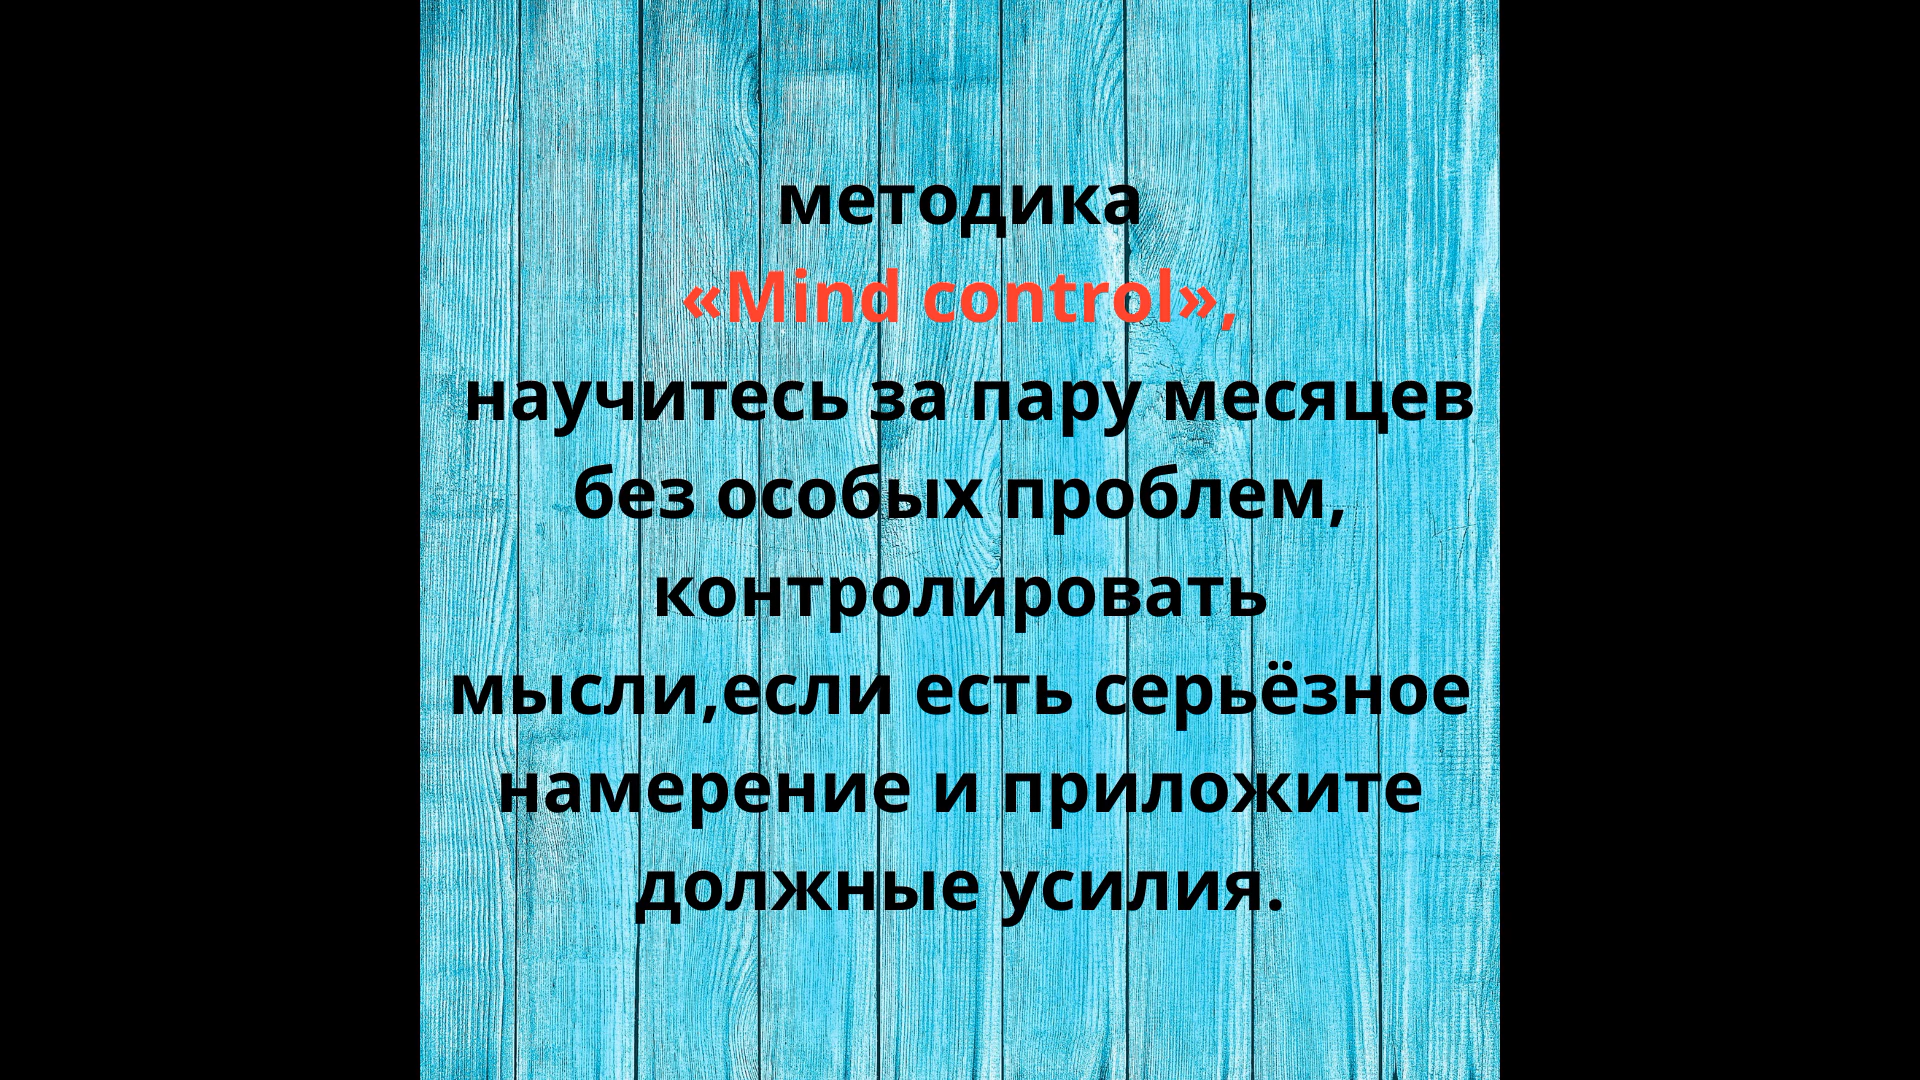 методика
«Mind control»,
научитесь за пару месяцев
без особых проблем,
контролировать
мысли,если есть серьёзное
намерение и приложите
должные усилия.